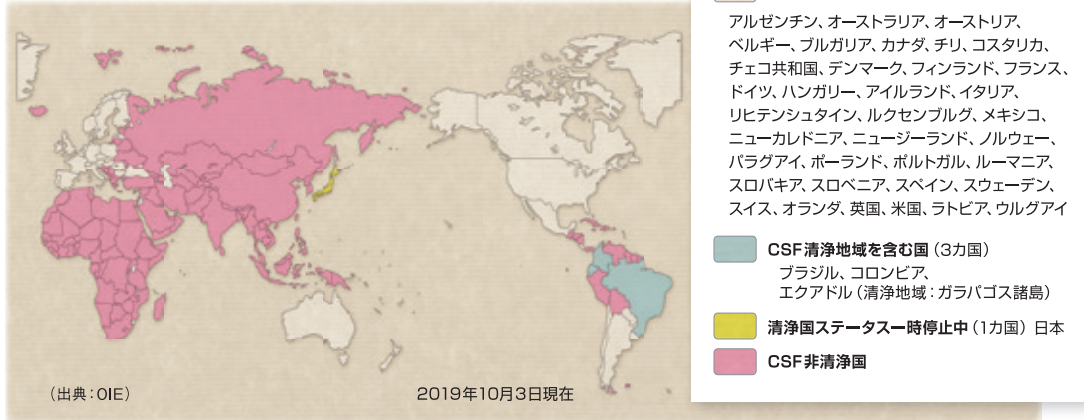 アルゼンチン、オーストラリア、オーストリア、
ベルギー、ブルガリア、カナダ、チリ、コスタリカ、
チェコ共和国、デンマーク、フィンランド、フランス、
ドイツ、ハンガリー、アイルランド、イタリア、
リヒテンシュタイン、ルクセンブルグ、メキシコ、
ニューカレドニア、ニュージーランド、ノルウェー、
パラグアイ、ポーランド、ポルトガル、ルーマニア、
スロバキア、スロベニア、スペイン、スウェーデン、
スイス、オランダ、英国、米国、ラトビア、ウルグアイ
CSF清浄地域を含む国（3カ国）
ブラジル、コロンビア、
エクアドル（清浄地域：ガラパゴス諸島）
清浄国ステータス一時停止中（1カ国）日本
CSF非清浄国
（出典：OIE）
2019年10月3日現在